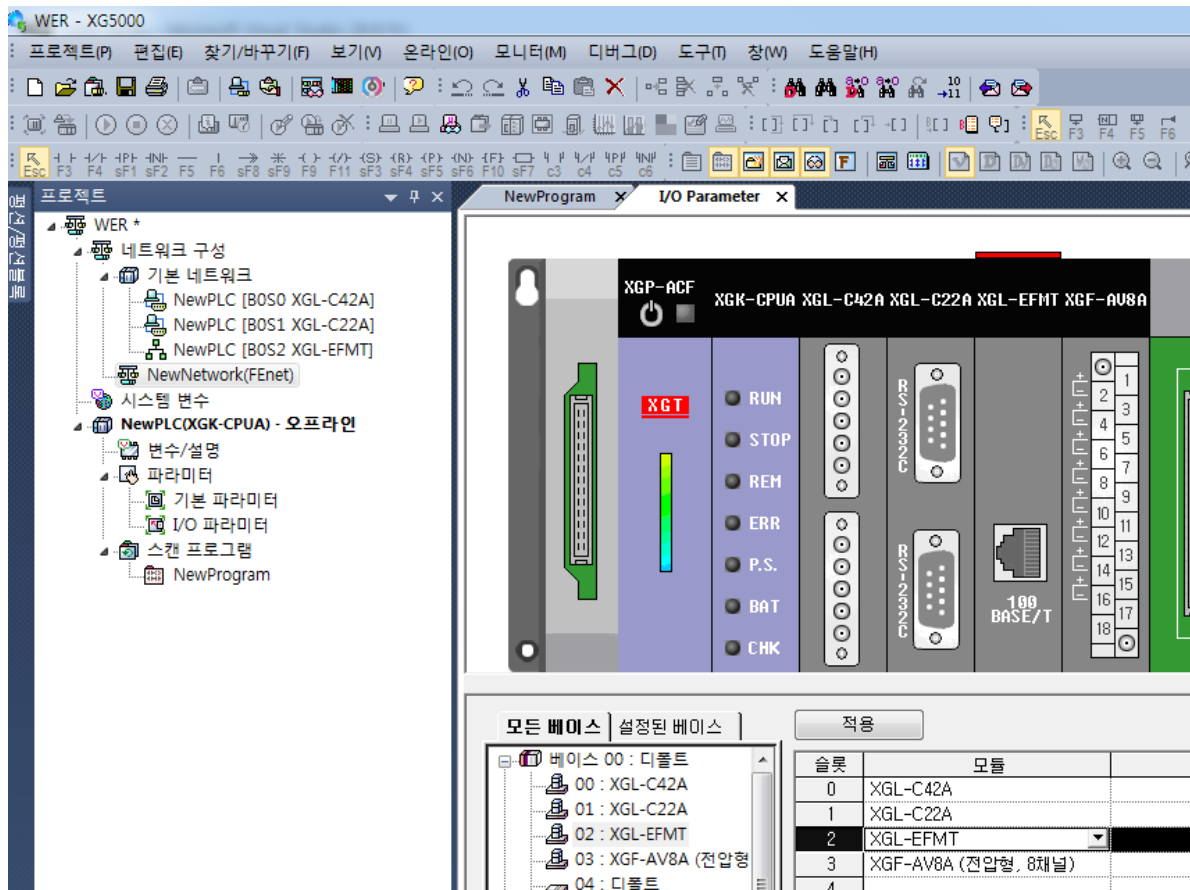 WER - XG5000
프로젝트(P) 편집(E) 찾기/바꾸기(F) 보기(V) 온라인(O) 모니터(M) 디버그(D) 도구(T) 창(W) 도움말(H)
Esc F3 F4 F5 F6
Esc F3 F4 sF1 sF2 F5 F6 sF8 sF9 F9 F11 sF3 sF4 sF5 sF6 F10 sF7 c3 c4 c5 c6
프로젝트
NewProgram
I/O Parameter
WER *
네트워크 구성
기본 네트워크
NewPLC [B0S0 XGL-C42A]
NewPLC [B0S1 XGL-C22A]
NewPLC [B0S2 XGL-EFMT]
NewNetwork(FEnet)
시스템 변수
NewPLC(XGK-CPUA) - 오프라인
변수/설명
파라미터
기본 파라미터
I/O 파라미터
스캔 프로그램
NewProgram
XGP-ACF XGK-CPUA XGL-C42A XGL-C22A XGL-EFMT XGF-AV8A
XGT
RUN
STOP
REM
ERR
P.S.
BAT
CHK
RS-232C
RS-232C
100
BASE/T
1
2
3
4
5
6
7
8
9
10
11
12
13
14
15
16
17
18
모든 베이스 설정된 베이스 적용
베이스 00 : 디폴트
00 : XGL-C42A
01 : XGL-C22A
02 : XGL-EFMT
03 : XGF-AV8A (전압형
04 : 디폴트
슬롯 모듈
0 XGL-C42A
1 XGL-C22A
2 XGL-EFMT
3 XGF-AV8A (전압형, 8채널)
4